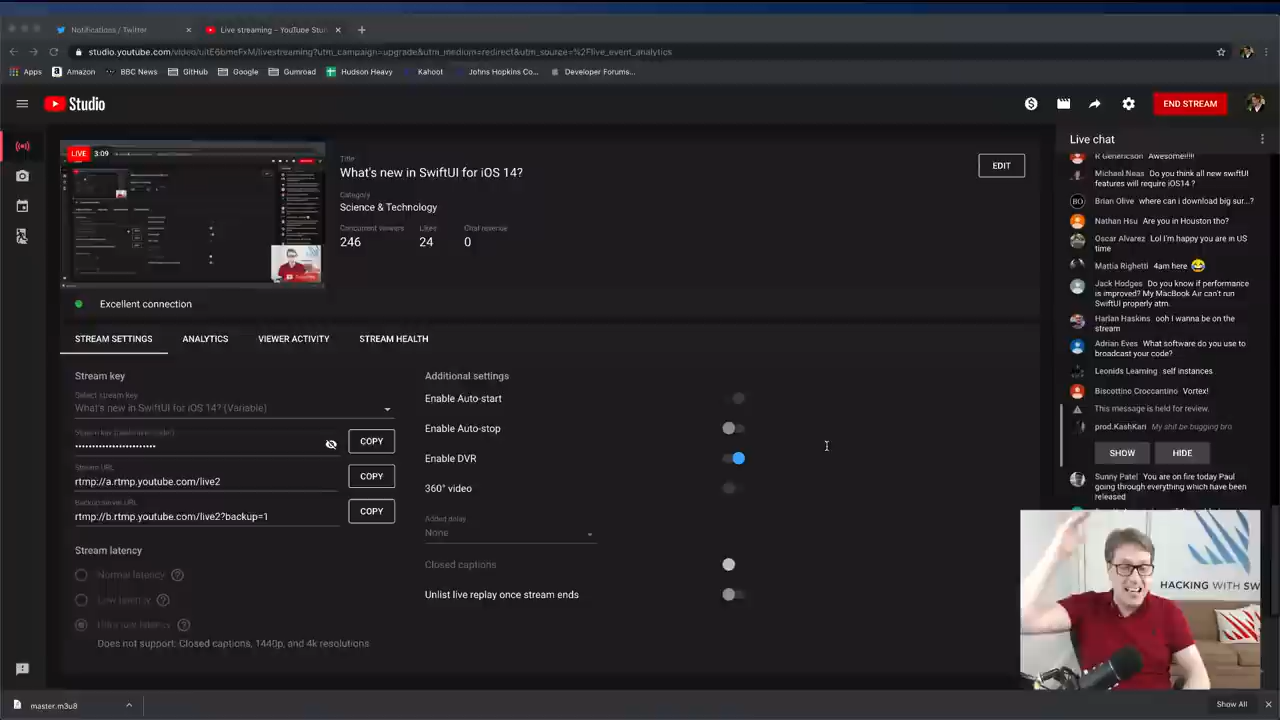 Notifications / Twitter
Live streaming – YouTube Stu
studio.youtube.com/video/uitE6bmeFxM/livestreaming?utm_campaign=upgrade&utm_medium=redirect&utm_source=%2Flive_event_analytics
Apps Amazon BBC News GitHub Google Gumroad Hudson Heavy Kahoot Johns Hopkins Co... Developer Forums...
Studio
END STREAM
LIVE 3:09
Title
What's new in SwiftUI for iOS 14?
EDIT
Category
Science & Technology
Concurrent viewers Likes Chat revenue
246 24 0
Excellent connection
STREAM SETTINGS ANALYTICS VIEWER ACTIVITY STREAM HEALTH
Stream key
Select stream key
What's new in SwiftUI for iOS 14? (Variable)
COPY
Stream URL
rtmp://a.rtmp.youtube.com/live2
COPY
Backup server URL
rtmp://b.rtmp.youtube.com/live2?backup=1
COPY
Stream latency
Normal latency
Low latency
Ultra low-latency
Does not support: Closed captions, 1440p, and 4k resolutions
Additional settings
Enable Auto-start
Enable Auto-stop
Enable DVR
360° video
Added delay
None
Closed captions
Unlist live replay once stream ends
Live chat
R Genericson Awesome!!!!
Michael Neas Do you think all new swiftUI
features will require iOS14 ?
BO Brian Olive where can i download big sur...?
Nathan Hsu Are you in Houston tho?
Oscar Alvarez Lol I'm happy you are in US
time
Mattia Righetti 4am here 😂
Jack Hodges Do you know if performance
is improved? My MacBook Air can't run
SwiftUI properly atm.
Harlan Haskins ooh I wanna be on the
stream
Adrian Eves What software do you use to
broadcast your code?
Leonids Learning self instances
Biscottino Croccantino Vortex!
This message is held for review.
prod.KashKari My shit be bugging bro
SHOW HIDE
Sunny Patel You are on fire today Paul
going through everything which have been
released
HACKING WITH SW
master.m3u8
Show All